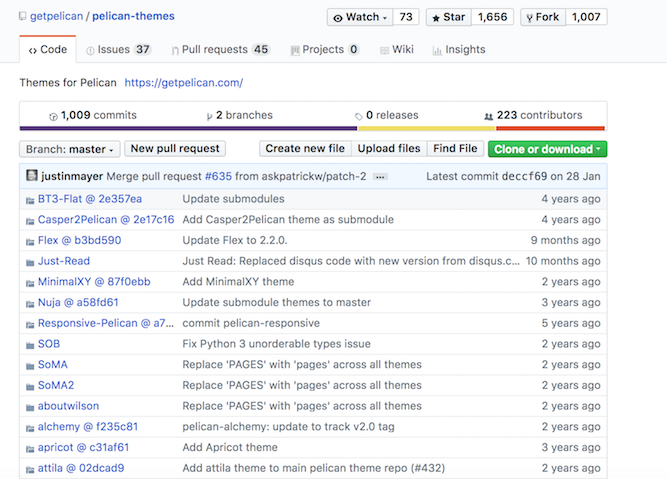 getpelican / pelican-themes
Watch 73 Star 1,656 Fork 1,007
Code Issues 37 Pull requests 45 Projects 0 Wiki Insights
Themes for Pelican https://getpelican.com/
1,009 commits 2 branches 0 releases 223 contributors
Branch: master New pull request Create new file Upload files Find File Clone or download
justinmayer Merge pull request #635 from askpatrickw/patch-2 ... Latest commit deccf69 on 28 Jan
BT3-Flat @ 2e357ea Update submodules 4 years ago
Casper2Pelican @ 2e17c16 Add Casper2Pelican theme as submodule 4 years ago
Flex @ b3bd590 Update Flex to 2.2.0. 9 months ago
Just-Read Just Read: Replaced disqus code with new version from disqus.c... 10 months ago
MinimalXY @ 87f0ebb Add MinimalXY theme 2 years ago
Nuja @ a58fd61 Update submodule themes to master 3 years ago
Responsive-Pelican @ a7... commit pelican-responsive 5 years ago
SOB Fix Python 3 unorderable types issue 2 years ago
SoMA Replace 'PAGES' with 'pages' across all themes 2 years ago
SoMA2 Replace 'PAGES' with 'pages' across all themes 2 years ago
aboutwilson Replace 'PAGES' with 'pages' across all themes 2 years ago
alchemy @ f235c81 pelican-alchemy: update to track v2.0 tag 2 years ago
apricot @ c31af61 Add Apricot theme 3 years ago
attila @ 02dcad9 Add attila theme to main pelican theme repo (#432) 2 years ago